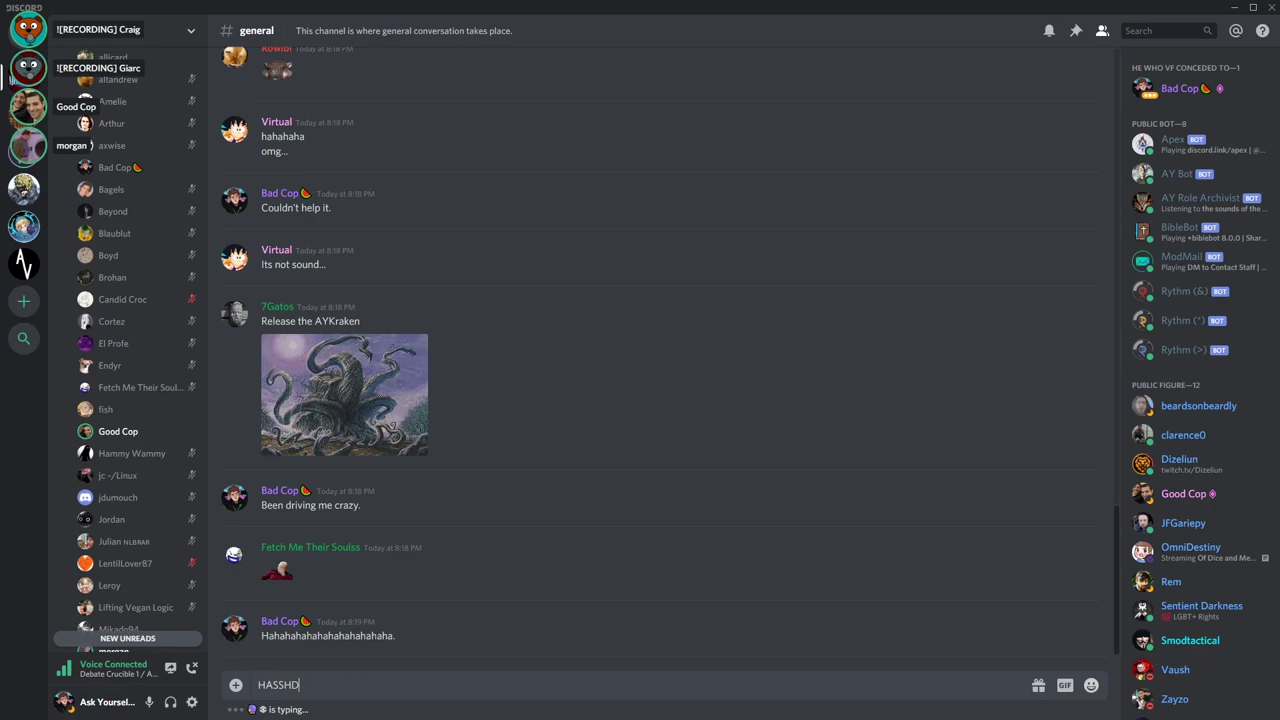 DISCORD
![RECORDING] Craig
# general
This channel is where general conversation takes place.
Search
![RECORDING] Giarc
Good Cop
morgan
allicard
altandrew
Amelie
Arthur
axwise
Bad Cop 🍉
Bagels
Beyond
Blaublut
Boyd
Brohan
Candid Croc
Cortez
El Profe
Endyr
Fetch Me Their Soul...
fish
Good Cop
Hammy Wammy
jc ~/Linux
jdumouch
Jordan
Julian NLBRAR
LentilLover87
Leroy
Lifting Vegan Logic
Mikado94
NEW UNREADS
morgan
Voice Connected
Debate Crucible 1 / A...
Ask Yoursel...
AV
Today at 8:18 PM
Virtual Today at 8:18 PM
hahahaha
omg...
Bad Cop 🍉 Today at 8:18 PM
Couldn't help it.
Virtual Today at 8:18 PM
Its not sound...
7Gatos Today at 8:18 PM
Release the AYKraken
Bad Cop 🍉 Today at 8:18 PM
Been driving me crazy.
Fetch Me Their Soulss Today at 8:18 PM
Bad Cop 🍉 Today at 8:19 PM
Hahahahahahahahahahaha.
HASSHD
GIF
is typing...
HE WHO VF CONCEDED TO—1
Bad Cop 🍉
PUBLIC BOT—8
Apex BOT
Playing discord.link/apex | @...
AY Bot BOT
AY Role Archivist BOT
Listening to the sounds of the ...
BibleBot BOT
Playing +biblebot 8.0.0 | Shar...
ModMail BOT
Playing DM to Contact Staff | ...
Rythm (&) BOT
Rythm (*) BOT
Rythm (>) BOT
PUBLIC FIGURE—12
beardsonbeardly
clarence0
Dizeliun
twitch.tv/Dizeliun
Good Cop
JFGariepy
OmniDestiny
Streaming Of Dice and Me...
Rem
Sentient Darkness
LGBT+ Rights
Smodtactical
Vaush
Zayzo